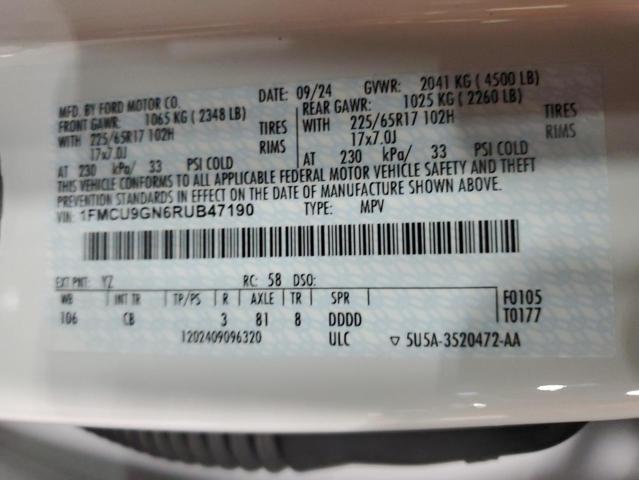 MFD. BY FORD MOTOR CO. DATE: 09/24 GVWR: 2041 KG ( 4500 LB)
FRONT GAWR: 1065 KG ( 2348 LB) REAR GAWR: 1025 KG ( 2260 LB)
WITH 225/65R17 102H TIRES WITH 225/65R17 102H TIRES
17x7.0J RIMS 17x7.0J RIMS
AT 230 kPa/ 33 PSI COLD AT 230 kPa/ 33 PSI COLD
THIS VEHICLE CONFORMS TO ALL APPLICABLE FEDERAL MOTOR VEHICLE SAFETY AND THEFT
PREVENTION STANDARDS IN EFFECT ON THE DATE OF MANUFACTURE SHOWN ABOVE.
VIN: 1FMCU9GN6RUB47190 TYPE: MPV
EXT PNT: YZ RC: 58 DSO:
WB INT TR TP/PS R AXLE TR SPR F0105
106 CB 3 81 8 DDDD T0177
1202409096320 ULC ▽ 5U5A-3520472-AA